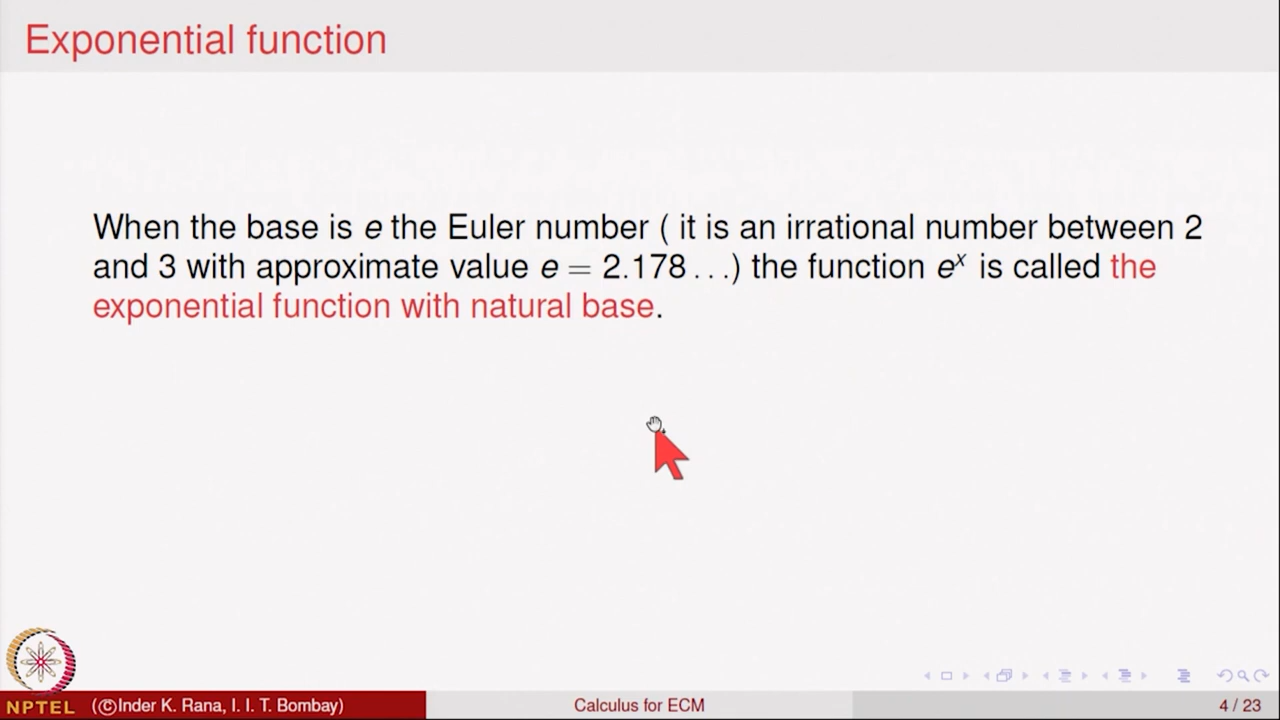 Exponential function
When the base is e the Euler number ( it is an irrational number between 2
and 3 with approximate value e = 2.178 . . .) the function eˣ is called the
exponential function with natural base.
NPTEL
(©Inder K. Rana, I. I. T. Bombay)
Calculus for ECM
4 / 23